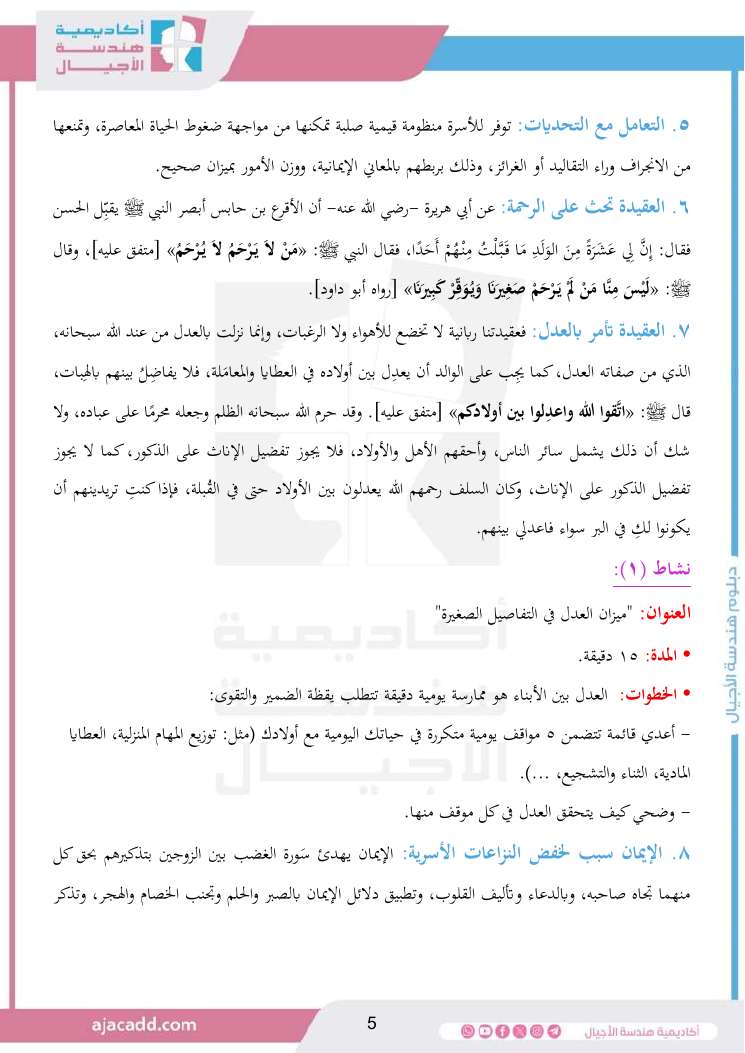 أكاديمية
هندسة
الأجيال
٥. التعامل مع التحديات: توفر للأسرة منظومة قيمية صلبة تمكنها من مواجهة ضغوط الحياة المعاصرة، وتمنعها
من الانجراف وراء التقاليد أو الغرائز، وذلك بربطهم بالمعاني الإيمانية، ووزن الأمور بميزان صحيح.
٦. العقيدة تحث على الرحمة: عن أبي هريرة -رضي الله عنه- أن الأقرع بن حابس أبصر النبي ﷺ يقبّل الحسن
فقال: إِنَّ لِي عَشَرَةً مِنَ الوَلَدِ مَا قَبَّلْتُ مِنْهُمْ أَحَدًا، فقال النبي ﷺ: «مَنْ لاَ يَرْحَمُ لاَ يُرْحَمُ» [متفق عليه]، وقال
ﷺ: «لَيْسَ مِنَّا مَنْ لَمْ يَرْحَمْ صَغِيرَنَا وَيُوَقِّرْ كَبِيرَنَا» [رواه أبو داود].
٧. العقيدة تأمر بالعدل: فعقيدتنا ربانية لا تخضع للأهواء ولا الرغبات، وإنما نزلت بالعدل من عند الله سبحانه،
الذي من صفاته العدل، كما يجِب على الوالد أن يعدِل بين أولاده في العطايا والمعامَلة، فلا يفاضِلُ بينهم بالهِبات،
قال ﷺ: «اتَّقوا الله واعدِلوا بين أولادكم» [متفق عليه]. وقد حرم الله سبحانه الظلم وجعله محرمًا على عباده، ولا
شك أن ذلك يشمل سائر الناس، وأحقهم الأهل والأولاد، فلا يجوز تفضيل الإناث على الذكور، كما لا يجوز
تفضيل الذكور على الإناث، وكان السلف رحمهم الله يعدلون بين الأولاد حتى في القُبلة، فإذا كنتِ تريدينهم أن
يكونوا لكِ في البر سواء فاعدلي بينهم.
نشاط (١):
العنوان: "ميزان العدل في التفاصيل الصغيرة"
• المدة: ١٥ دقيقة.
• الخطوات: العدل بين الأبناء هو ممارسة يومية دقيقة تتطلب يقظة الضمير والتقوى:
- أعدي قائمة تتضمن ٥ مواقف يومية متكررة في حياتك اليومية مع أولادك (مثل: توزيع المهام المنزلية، العطايا
المادية، الثناء والتشجيع، ...).
- وضحي كيف يتحقق العدل في كل موقف منها.
٨. الإيمان سبب لخفض النزاعات الأسرية: الإيمان يهدئ سَورة الغضب بين الزوجين بتذكيرهم بحق كل
منهما تجاه صاحبه، وبالدعاء وتأليف القلوب، وتطبيق دلائل الإيمان بالصبر والحلم وتجنب الخصام والهجر، وتذكر
دبلوم هندسة الأجيال
أكاديمية
هندسة
الأجيال
ajacadd.com
5
أكاديمية هندسة الأجيال